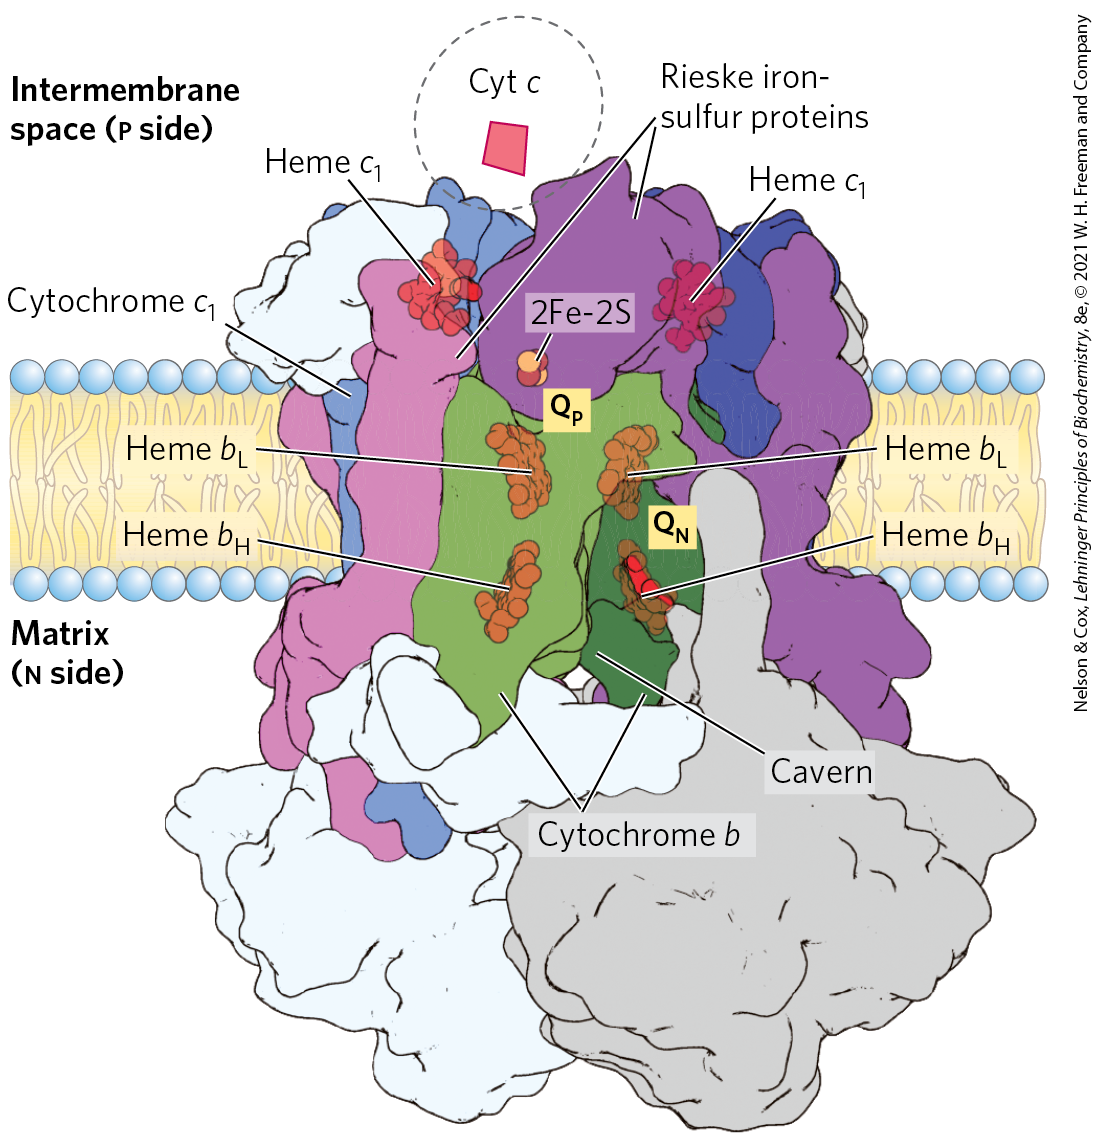 Intermembrane
space (P side)
Cyt c
Rieske iron-
sulfur proteins
Heme c1
Heme c1
Cytochrome c1
2Fe-2S
QP
Heme bL
Heme bL
QN
Heme bH
Heme bH
Matrix
(N side)
Cavern
Cytochrome b
Nelson & Cox, Lehninger Principles of Biochemistry, 8e, © 2021 W. H. Freeman and Company